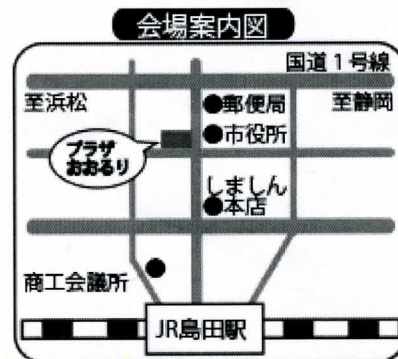 会場案内図
国道1号線
至浜松
至静岡
●郵便局
●市役所
プラザ
おおるり
しましん
●本店
商工会議所
JR島田駅